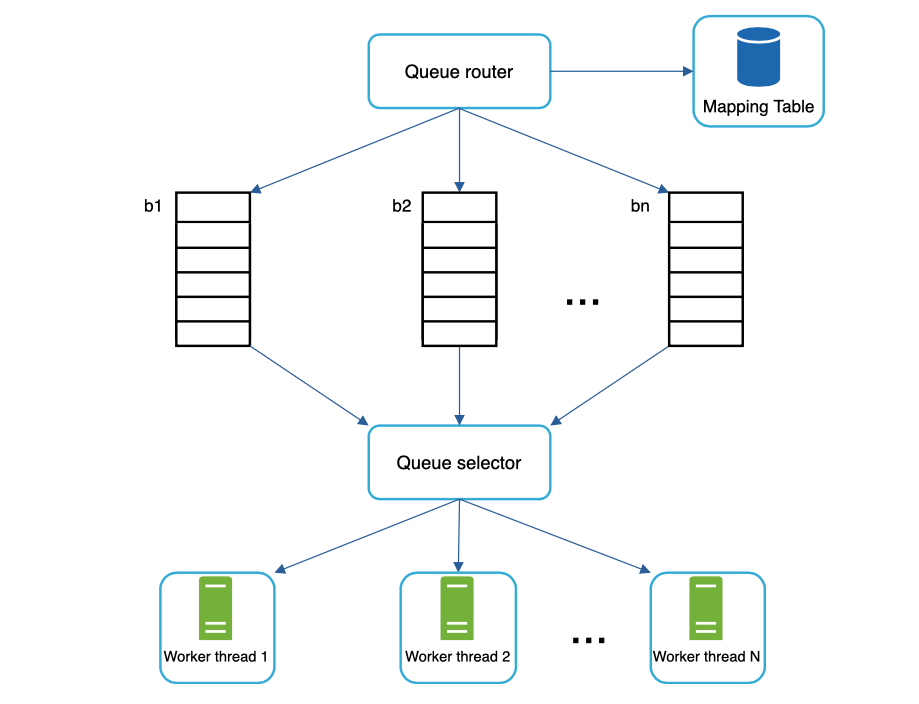 Queue router
Mapping Table
b1
b2
bn
...
Queue selector
Worker thread 1
Worker thread 2
...
Worker thread N